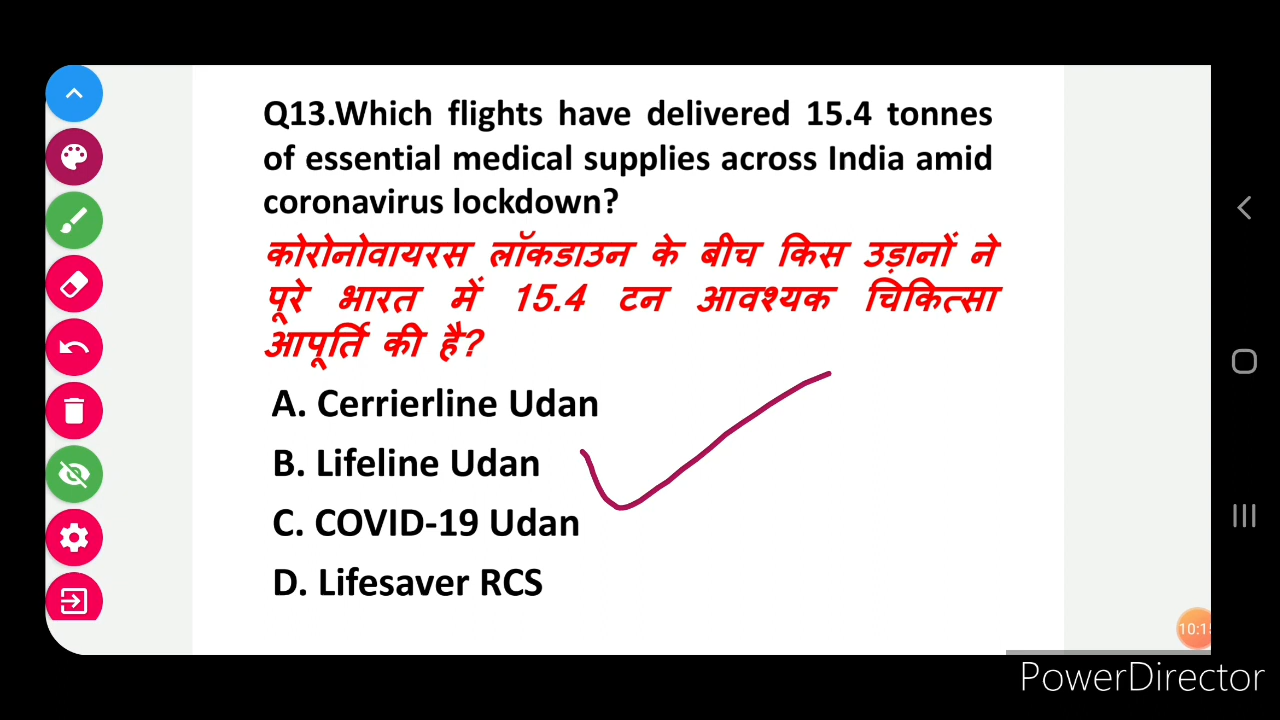 Q13.Which flights have delivered 15.4 tonnes
of essential medical supplies across India amid
coronavirus lockdown?
कोरोनोवायरस लॉकडाउन के बीच किस उड़ानों ने
पूरे भारत में 15.4 टन आवश्यक चिकित्सा
आपूर्ति की है?
A. Cerrierline Udan
B. Lifeline Udan
C. COVID-19 Udan
D. Lifesaver RCS
10:15
PowerDirector